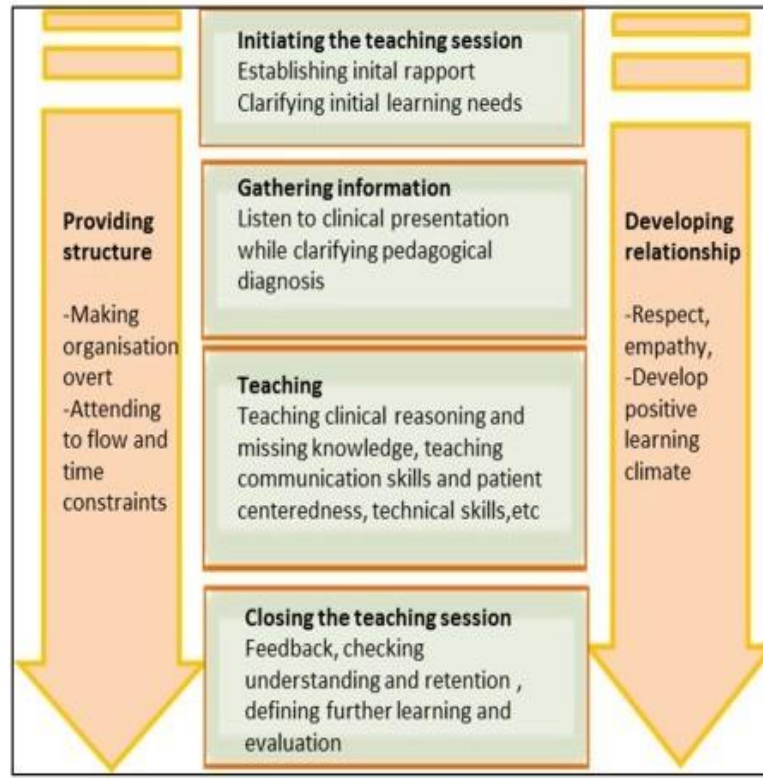 Initiating the teaching session
Establishing inital rapport
Clarifying initial learning needs
Gathering information
Listen to clinical presentation
while clarifying pedagogical
diagnosis
Providing
structure
-Making
organisation
overt
-Attending
to flow and
time
constraints
Developing
relationship
-Respect,
empathy,
-Develop
positive
learning
climate
Teaching
Teaching clinical reasoning and
missing knowledge, teaching
communication skills and patient
centeredness, technical skills,etc
Closing the teaching session
Feedback, checking
understanding and retention ,
defining further learning and
evaluation